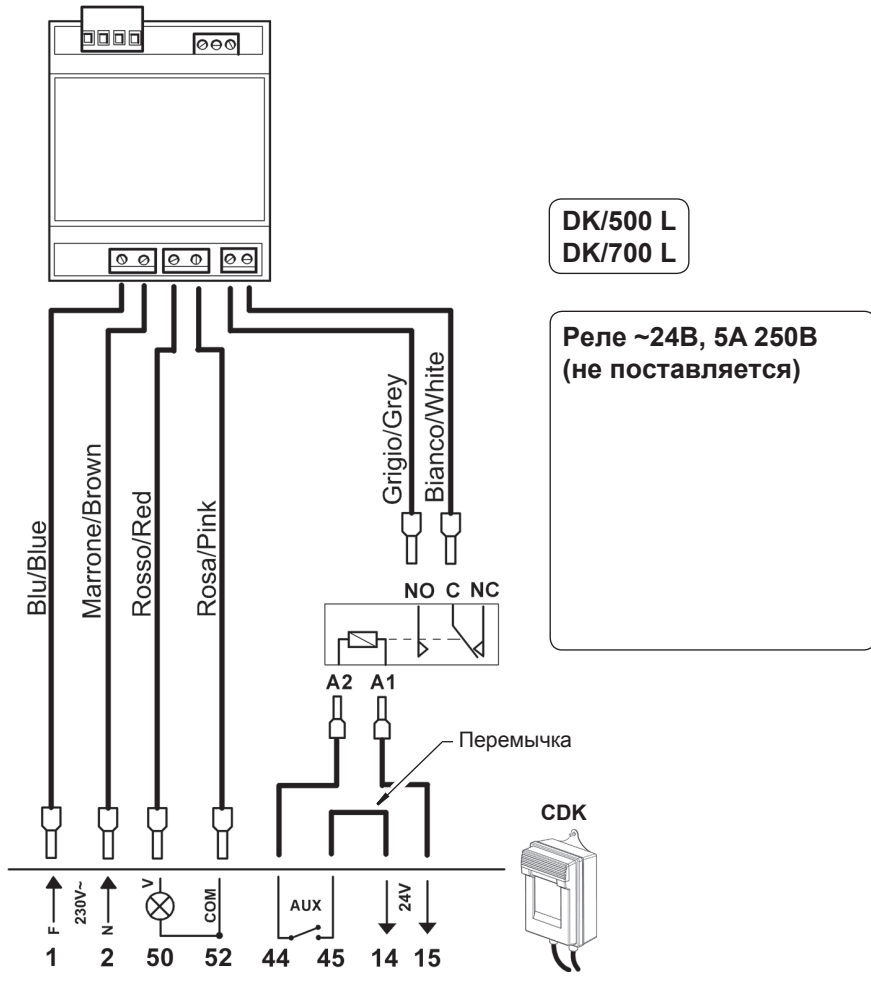 DK/500 L
DK/700 L
Реле ~24В, 5А 250В
(не поставляется)
Blu/Blue
Marrone/Brown
Rosso/Red
Rosa/Pink
Grigio/Grey
Bianco/White
NO C NC
A2 A1
Перемычка
CDK
F
230V~
N
V
COM
AUX
24V
1 2 50 52 44 45 14 15